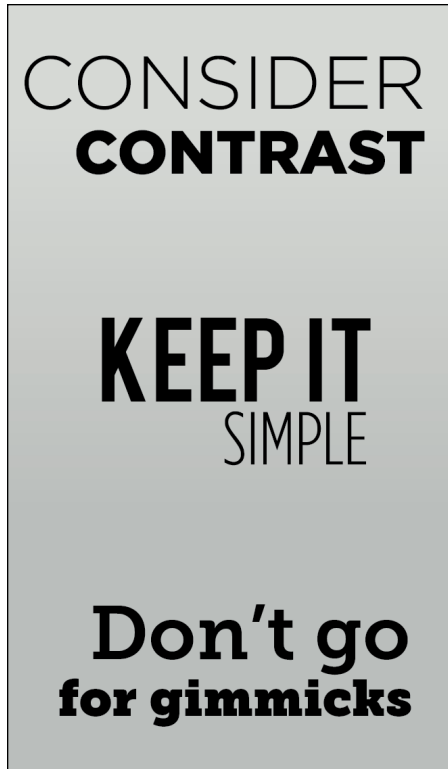 CONSIDER
CONTRAST
KEEP IT
SIMPLE
Don't go
for gimmicks